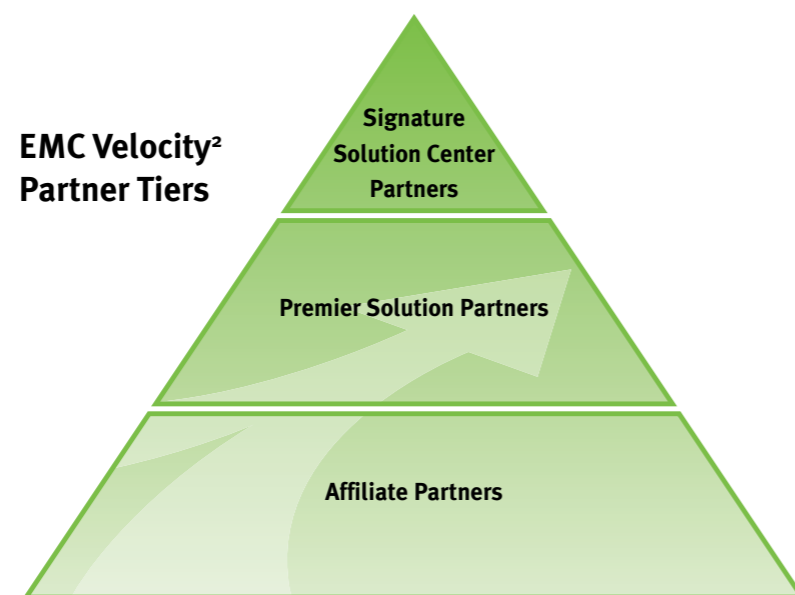 EMC Velocity²
Partner Tiers
Signature
Solution Center
Partners
Premier Solution Partners
Affiliate Partners